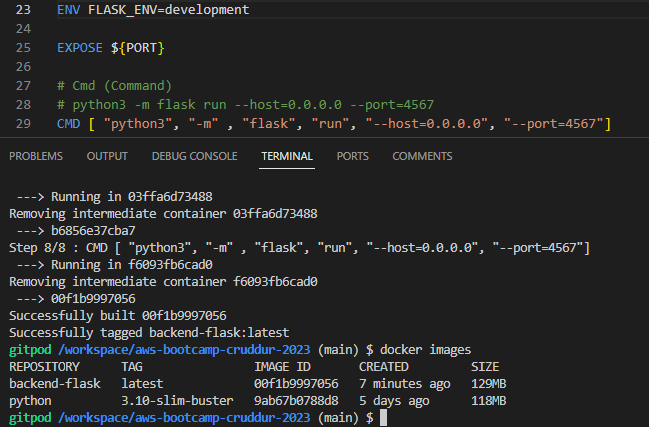 23 ENV FLASK_ENV=development
24
25 EXPOSE ${PORT}
26
27 # Cmd (Command)
28 # python3 -m flask run --host=0.0.0.0 --port=4567
29 CMD [ "python3", "-m" , "flask", "run", "--host=0.0.0.0", "--port=4567"]
PROBLEMS OUTPUT DEBUG CONSOLE TERMINAL PORTS COMMENTS
---> Running in 03ffa6d73488
Removing intermediate container 03ffa6d73488
---> b6856e37cba7
Step 8/8 : CMD [ "python3", "-m" , "flask", "run", "--host=0.0.0.0", "--port=4567"]
---> Running in f6093fb6cad0
Removing intermediate container f6093fb6cad0
---> 00f1b9997056
Successfully built 00f1b9997056
Successfully tagged backend-flask:latest
gitpod /workspace/aws-bootcamp-cruddur-2023 (main) $ docker images
REPOSITORY TAG IMAGE ID CREATED SIZE
backend-flask latest 00f1b9997056 7 minutes ago 129MB
python 3.10-slim-buster 9ab67b0788d8 5 days ago 118MB
gitpod /workspace/aws-bootcamp-cruddur-2023 (main) $